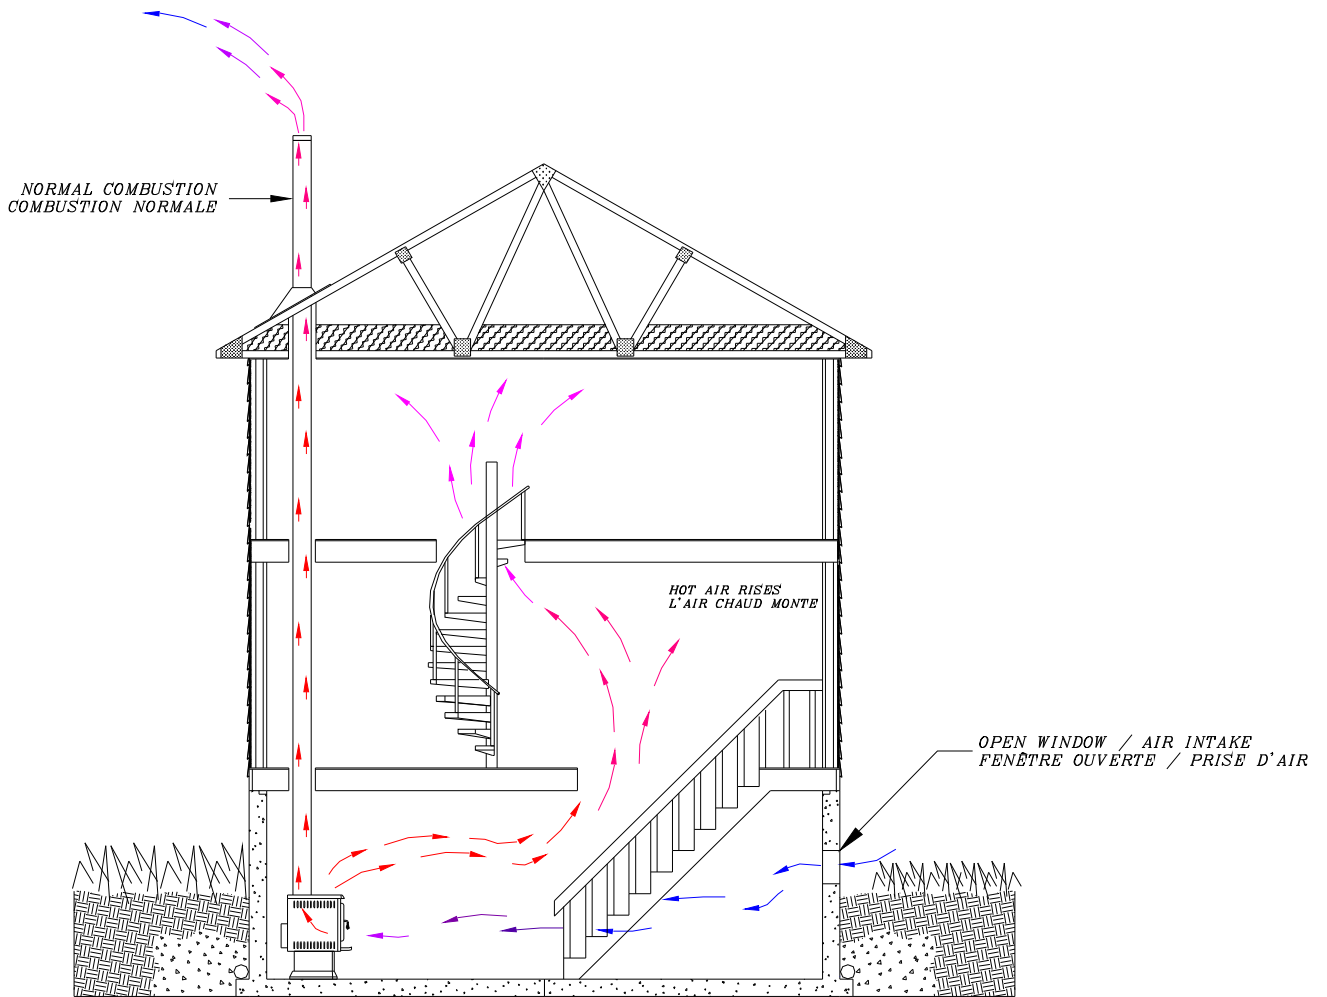 NORMAL COMBUSTION
COMBUSTION NORMALE
HOT AIR RISES
L'AIR CHAUD MONTE
OPEN WINDOW / AIR INTAKE
FENÊTRE OUVERTE / PRISE D'AIR